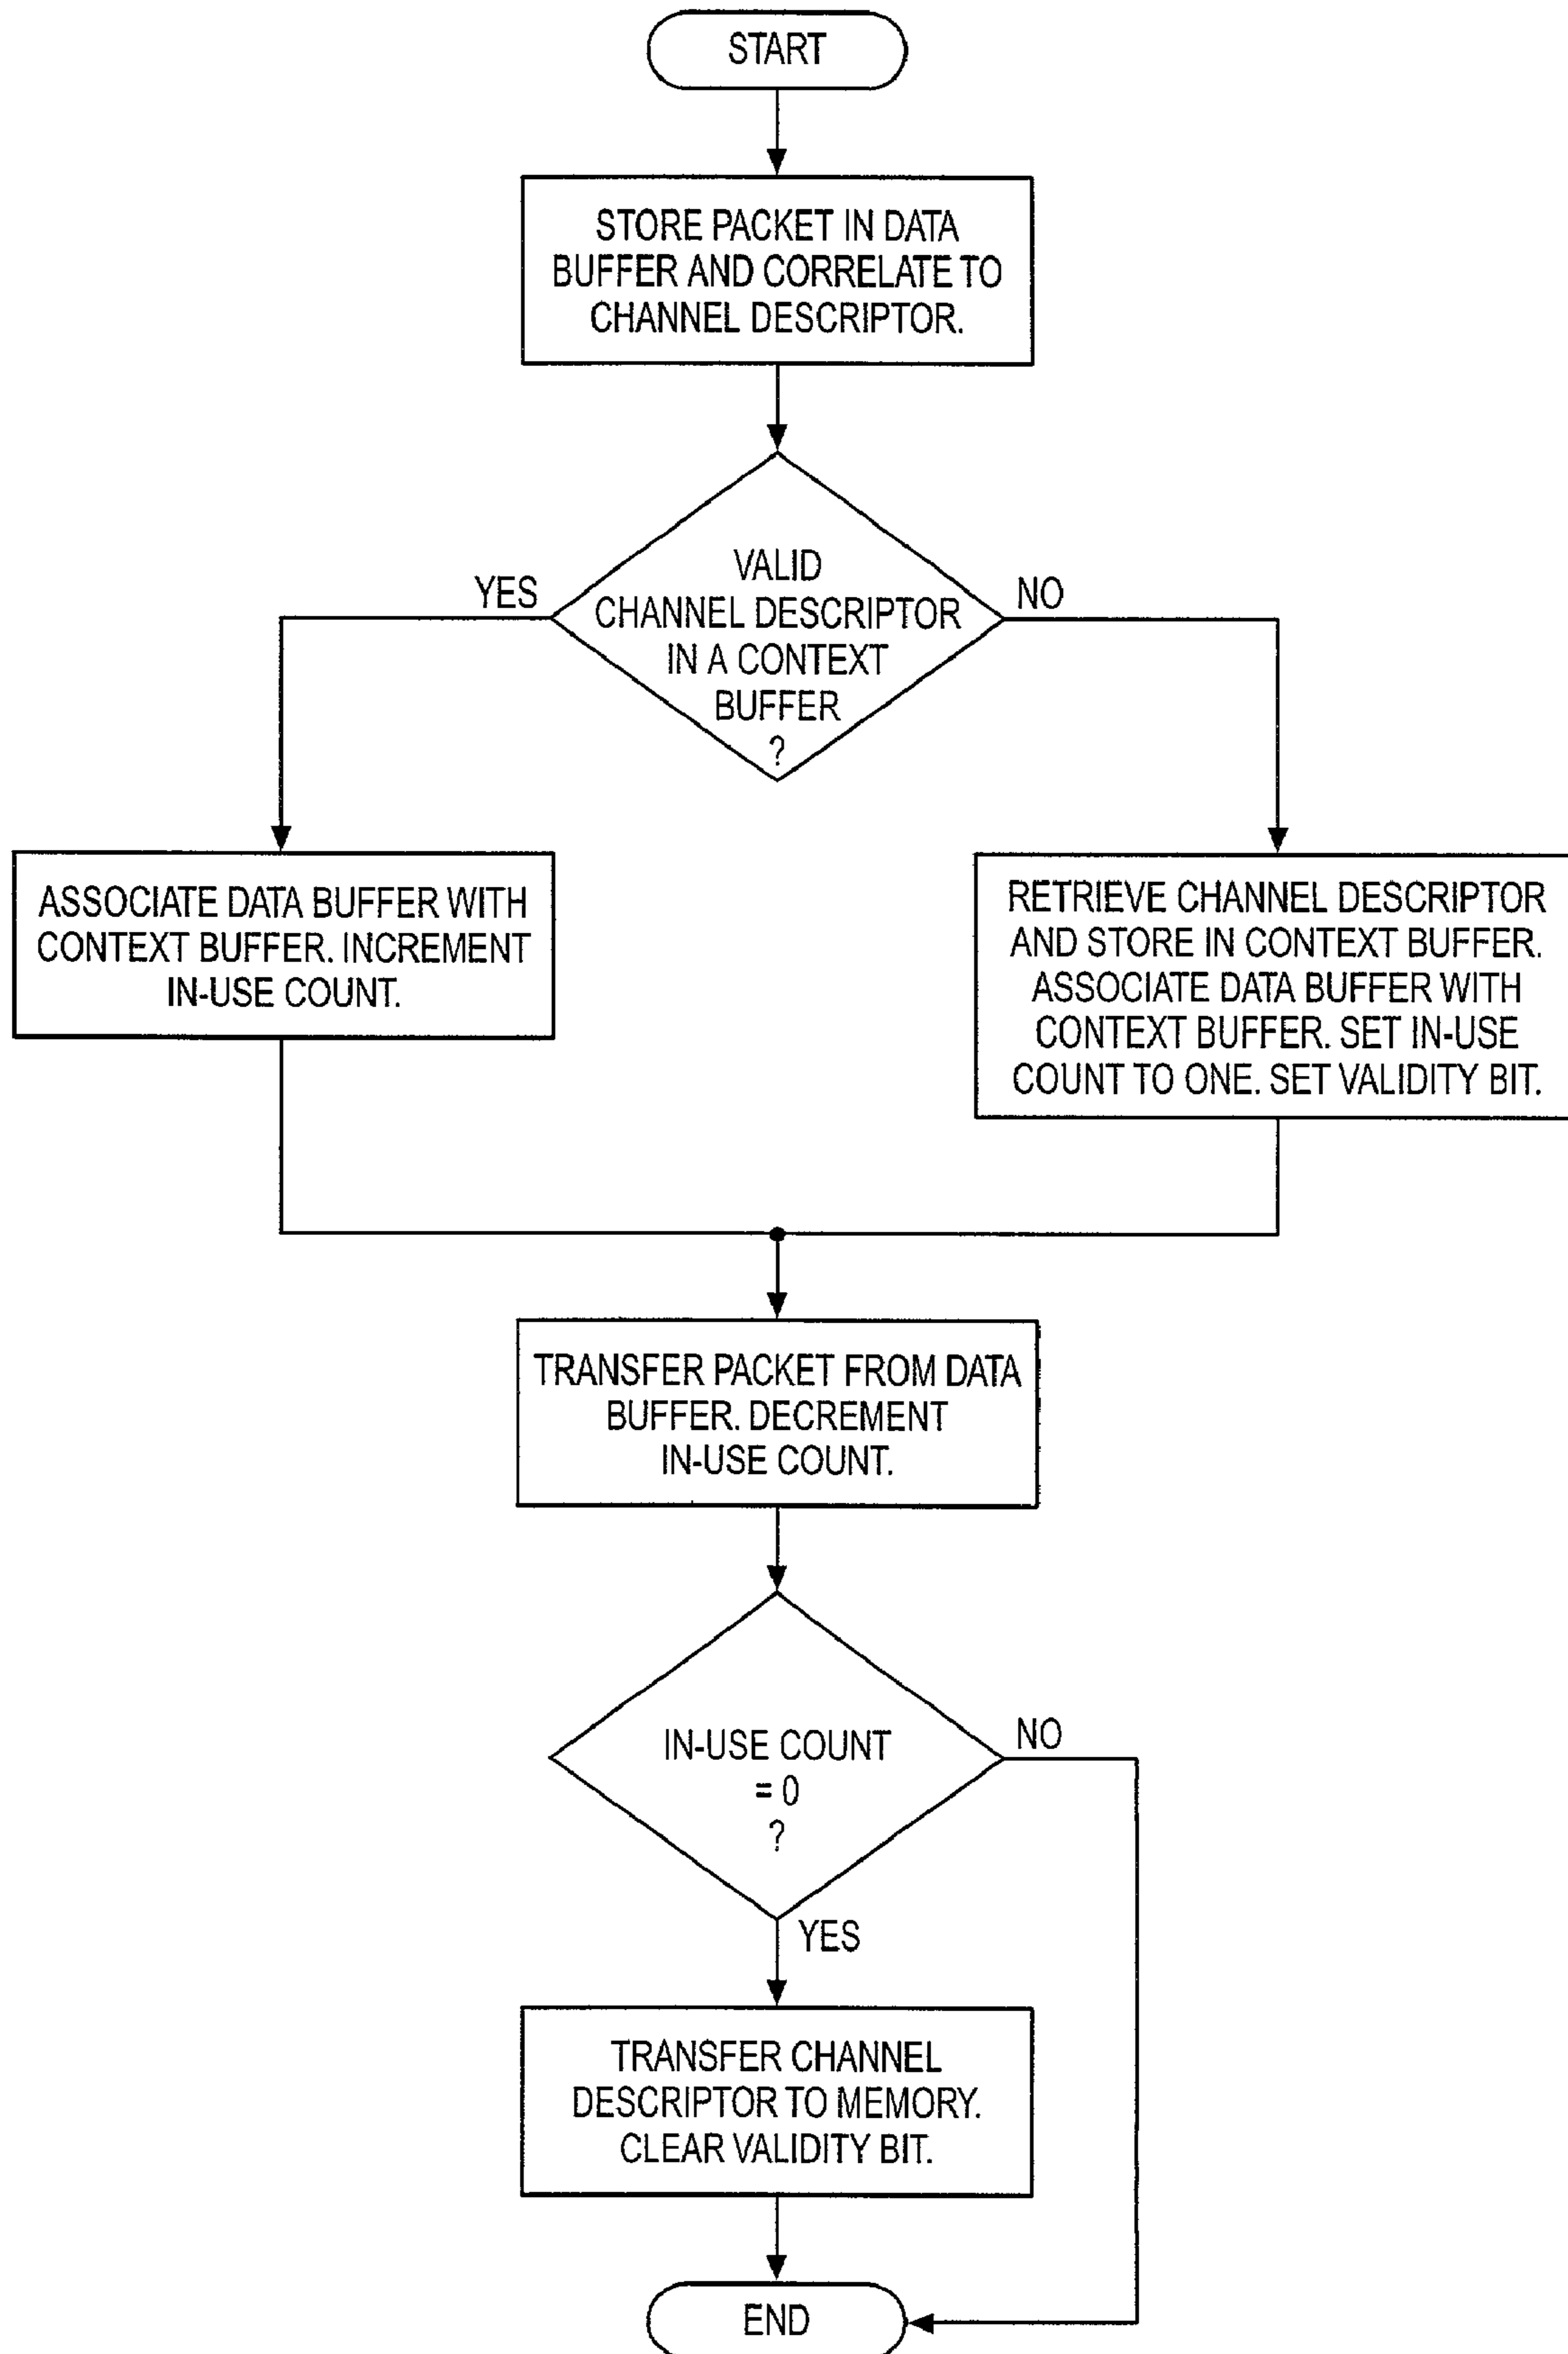 START
STORE PACKET IN DATA
BUFFER AND CORRELATE TO
CHANNEL DESCRIPTOR.
VALID
CHANNEL DESCRIPTOR
IN A CONTEXT
BUFFER
?
YES
NO
ASSOCIATE DATA BUFFER WITH
CONTEXT BUFFER. INCREMENT
IN-USE COUNT.
RETRIEVE CHANNEL DESCRIPTOR
AND STORE IN CONTEXT BUFFER.
ASSOCIATE DATA BUFFER WITH
CONTEXT BUFFER. SET IN-USE
COUNT TO ONE. SET VALIDITY BIT.
TRANSFER PACKET FROM DATA
BUFFER. DECREMENT
IN-USE COUNT.
IN-USE COUNT
= 0
?
NO
YES
TRANSFER CHANNEL
DESCRIPTOR TO MEMORY.
CLEAR VALIDITY BIT.
END